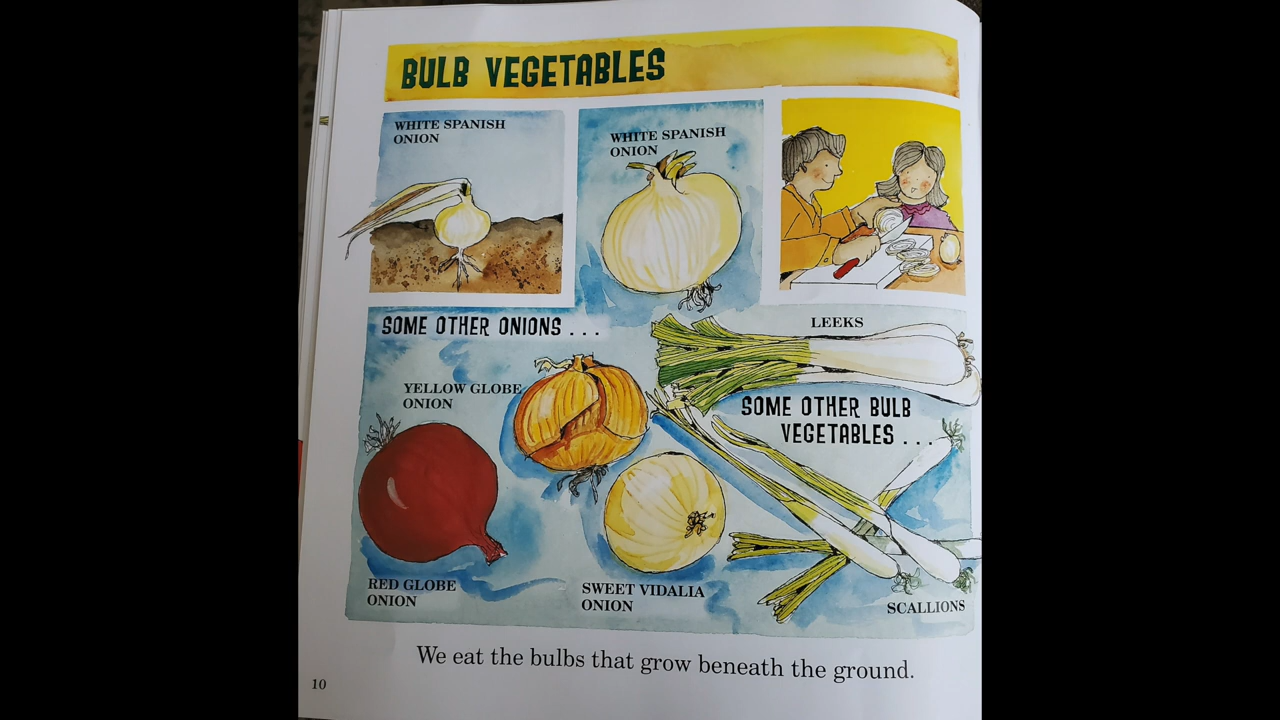 BULB VEGETABLES
WHITE SPANISH
ONION
WHITE SPANISH
ONION
SOME OTHER ONIONS . . .
LEEKS
YELLOW GLOBE
ONION
SOME OTHER BULB
VEGETABLES . . .
RED GLOBE
ONION
SWEET VIDALIA
ONION
SCALLIONS
We eat the bulbs that grow beneath the ground.
10